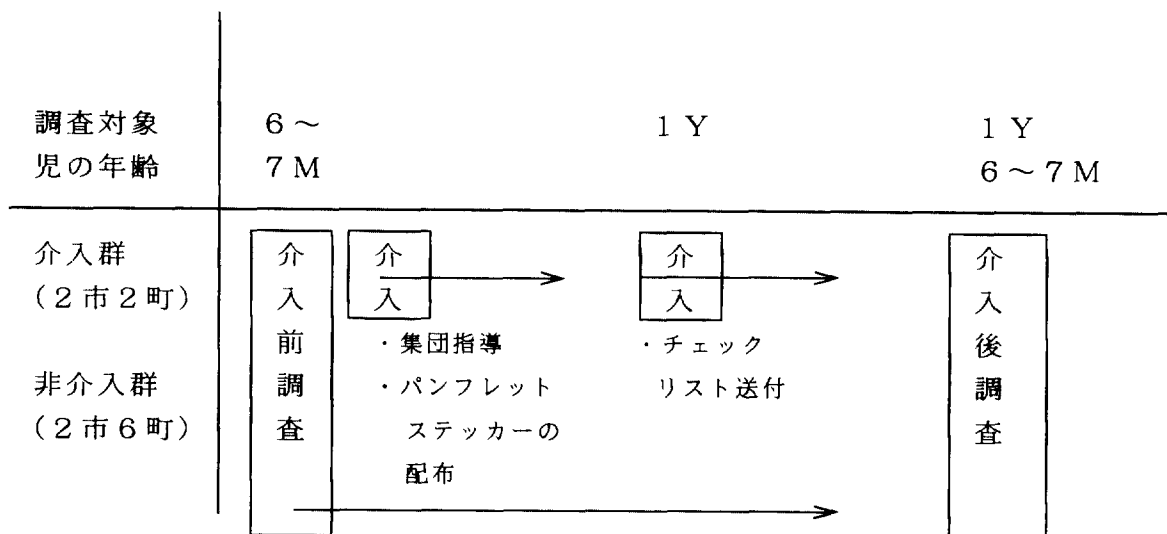 調査対象 6～ 1Y 1Y
児の年齢 7M 6～7M
介入群
(2市2町)
非介入群
(2市6町)
介入前調査
介入
・集団指導
・パンフレット
ステッカーの
配布
介入
・チェック
リスト送付
介入後調査